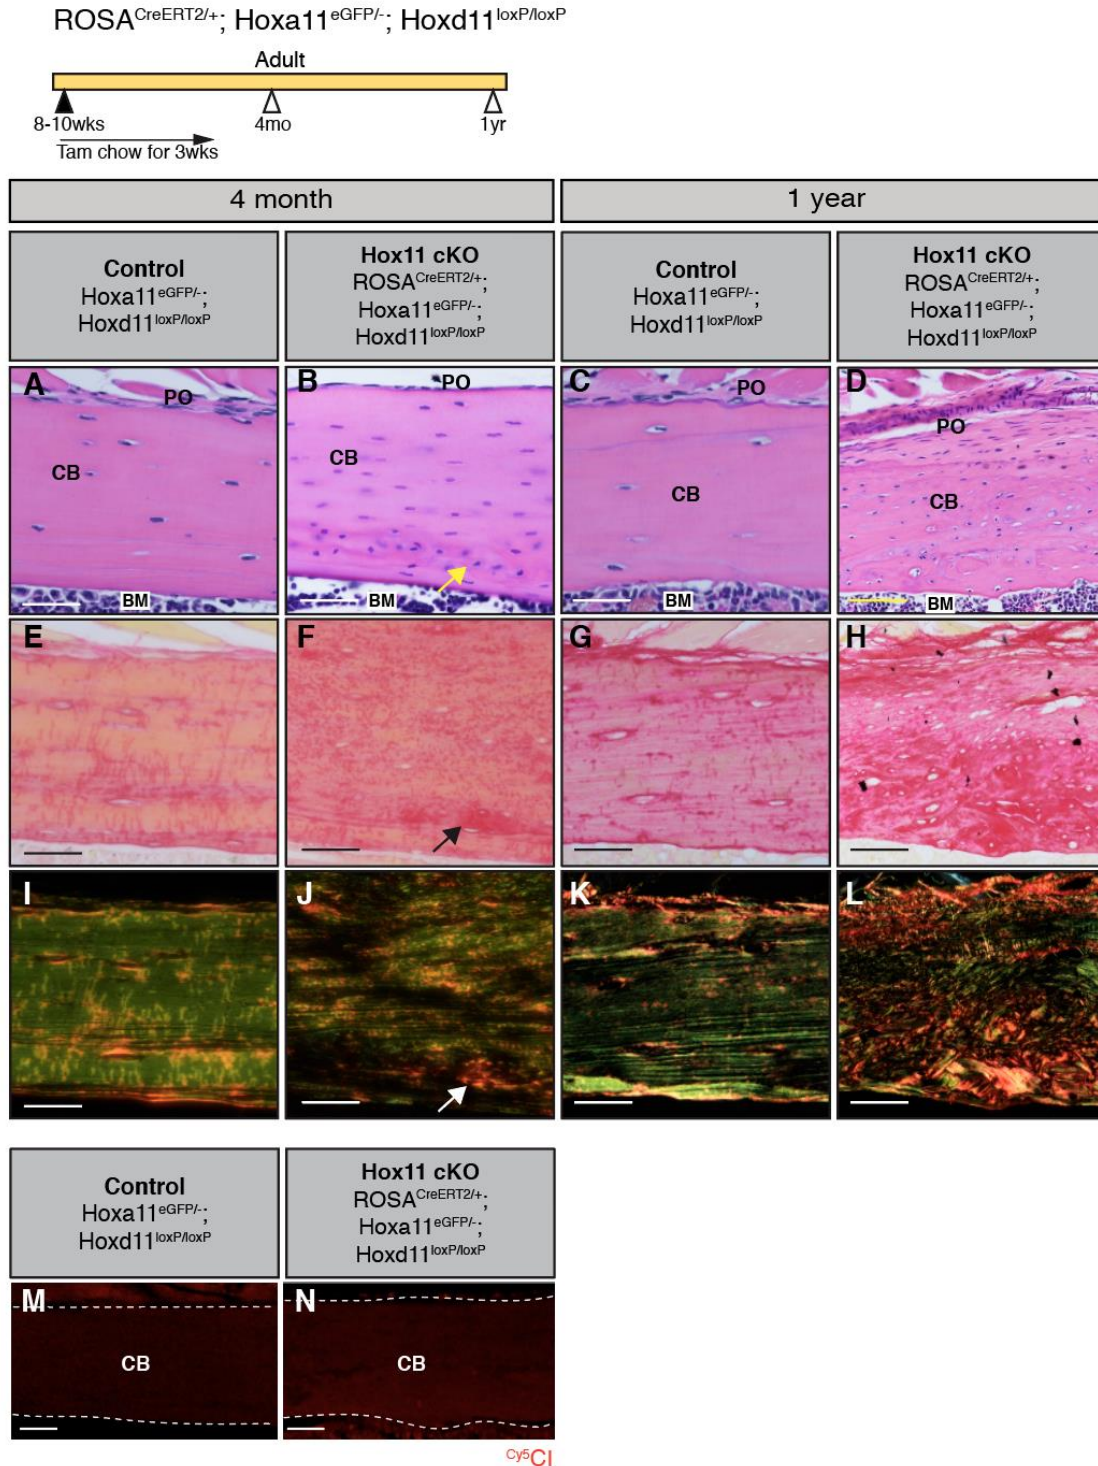 ROSACreERT2/+; Hoxa11eGFP/-; Hoxd11loxP/loxP
Adult
8-10wks 4mo 1yr
Tam chow for 3wks
4 month 1 year
Control
Hoxa11eGFP/-;
Hoxd11loxP/loxP
Hox11 cKO
ROSACreERT2/+;
Hoxa11eGFP/-;
Hoxd11loxP/loxP
Control
Hoxa11eGFP/-;
Hoxd11loxP/loxP
Hox11 cKO
ROSACreERT2/+;
Hoxa11eGFP/-;
Hoxd11loxP/loxP
A PO CB BM
B PO CB BM
C PO CB BM
D PO CB BM
E F G H
I J K L
Control
Hoxa11eGFP/-;
Hoxd11loxP/loxP
Hox11 cKO
ROSACreERT2/+;
Hoxa11eGFP/-;
Hoxd11loxP/loxP
M CB
N CB
Cy5CI